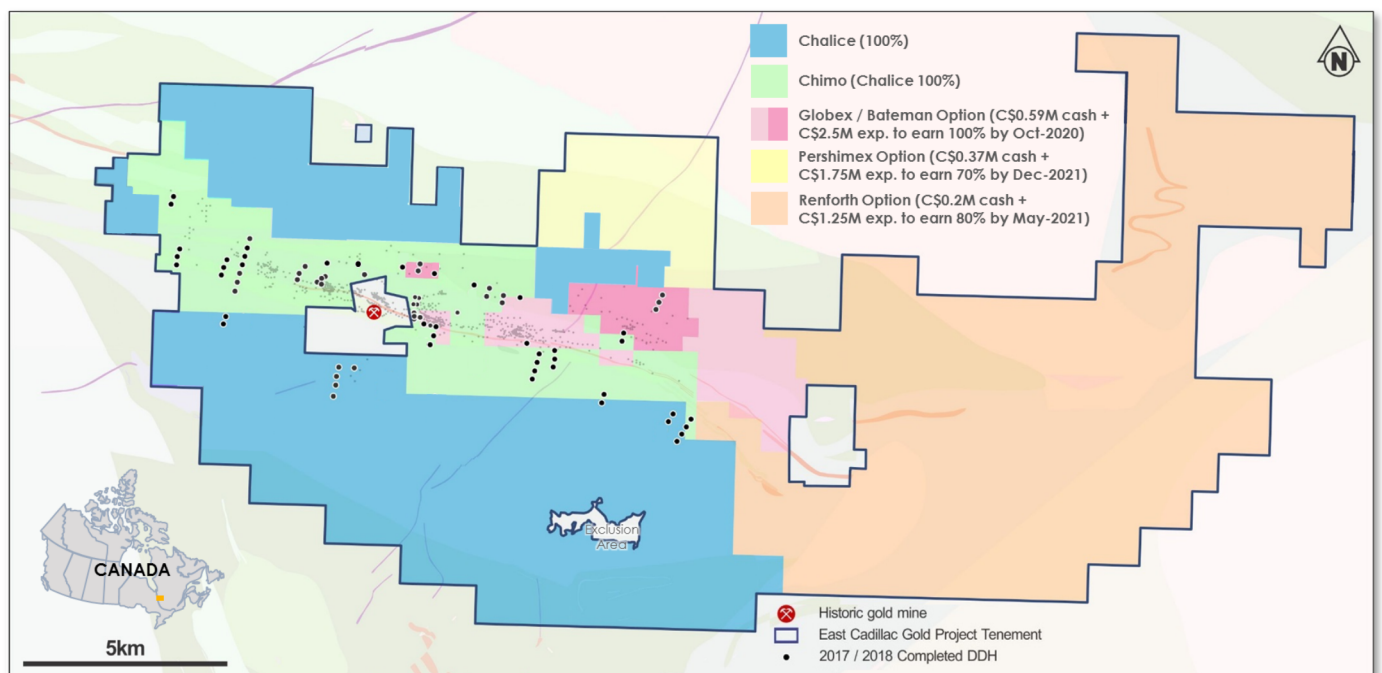 Chalice (100%)
Chimo (Chalice 100%)
Globex / Bateman Option (C$0.59M cash +
C$2.5M exp. to earn 100% by Oct-2020)
Pershimex Option (C$0.37M cash +
C$1.75M exp. to earn 70% by Dec-2021)
Renforth Option (C$0.2M cash +
C$1.25M exp. to earn 80% by May-2021)
N
Exclusion
Area
CANADA
5km
Historic gold mine
East Cadillac Gold Project Tenement
2017 / 2018 Completed DDH